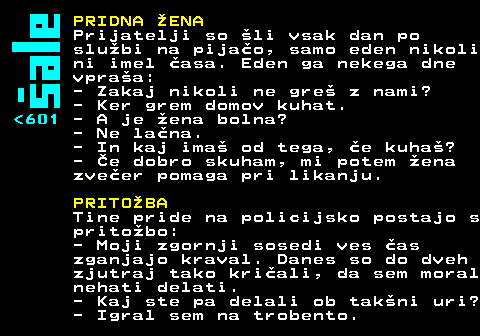 Šale
<601
PRIDNA ŽENA
Prijatelji so šli vsak dan po
službi na pijačo, samo eden nikoli
ni imel časa. Eden ga nekega dne
vpraša:
- Zakaj nikoli ne greš z nami?
- Ker grem domov kuhat.
- A je žena bolna?
- Ne lačna.
- In kaj imaš od tega, če kuhaš?
- Če dobro skuham, mi potem žena
zvečer pomaga pri likanju.
PRITOŽBA
Tine pride na policijsko postajo s
pritožbo:
- Moji zgornji sosedi ves čas
zganjajo kraval. Danes so do dveh
zjutraj tako kričali, da sem moral
nehati delati.
- Kaj ste pa delali ob takšni uri?
- Igral sem na trobento.